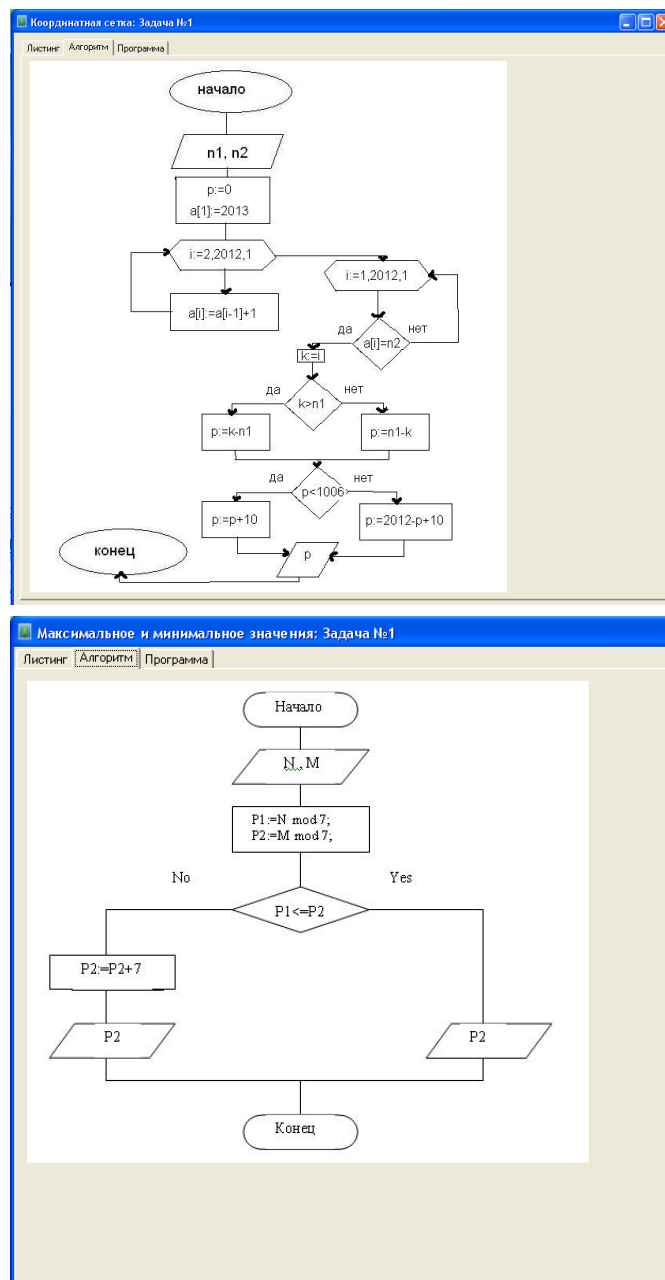 Координатная сетка: Задача №1
Листинг Алгоритм Программа
начало
n1, n2
p:=0
a[1]:=2013
i:=2,2012,1
i:=1,2012,1
a[i]:=a[i-1]+1
да
нет
a[i]=n2
k:=i
да
нет
k>n1
p:=k-n1
p:=n1-k
да
нет
p<1006
p:=p+10
p:=2012-p+10
конец
p
Максимальное и минимальное значения: Задача №1
Листинг Алгоритм Программа
Начало
N , M
P1:=N mod 7;
P2:=M mod 7;
No
Yes
P1<=P2
P2:=P2+7
P2
P2
Конец